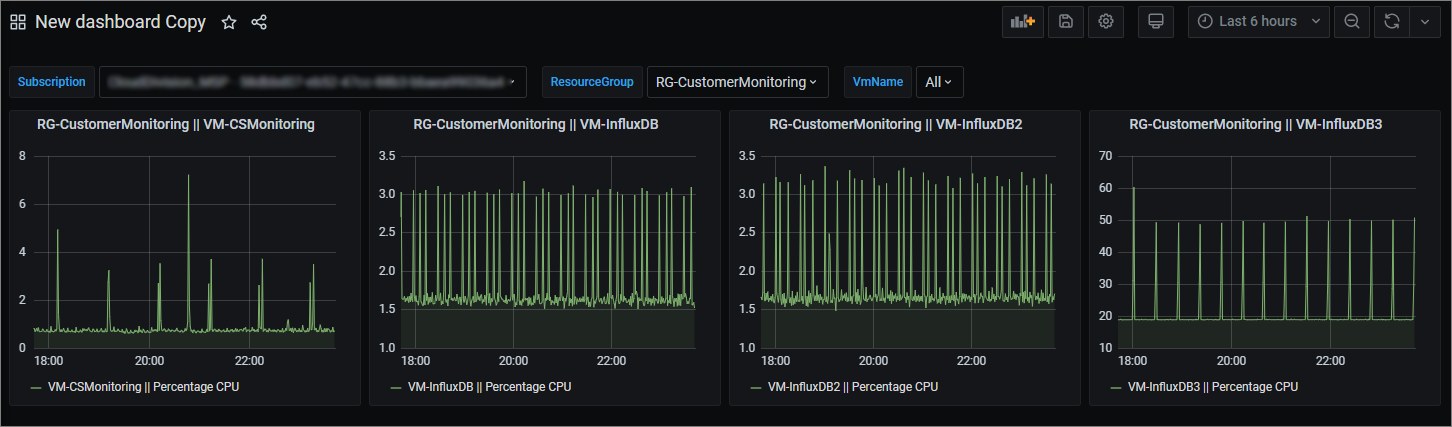 New dashboard Copy
Last 6 hours
Subscription
ResourceGroup RG-CustomerMonitoring
VmName All
RG-CustomerMonitoring || VM-CSMonitoring
8
6
4
2
0
18:00 20:00 22:00
VM-CSMonitoring || Percentage CPU
RG-CustomerMonitoring || VM-InfluxDB
3.5
3.0
2.5
2.0
1.5
1.0
18:00 20:00 22:00
VM-InfluxDB || Percentage CPU
RG-CustomerMonitoring || VM-InfluxDB2
3.5
3.0
2.5
2.0
1.5
1.0
18:00 20:00 22:00
VM-InfluxDB2 || Percentage CPU
RG-CustomerMonitoring || VM-InfluxDB3
70
60
50
40
30
20
10
18:00 20:00 22:00
VM-InfluxDB3 || Percentage CPU